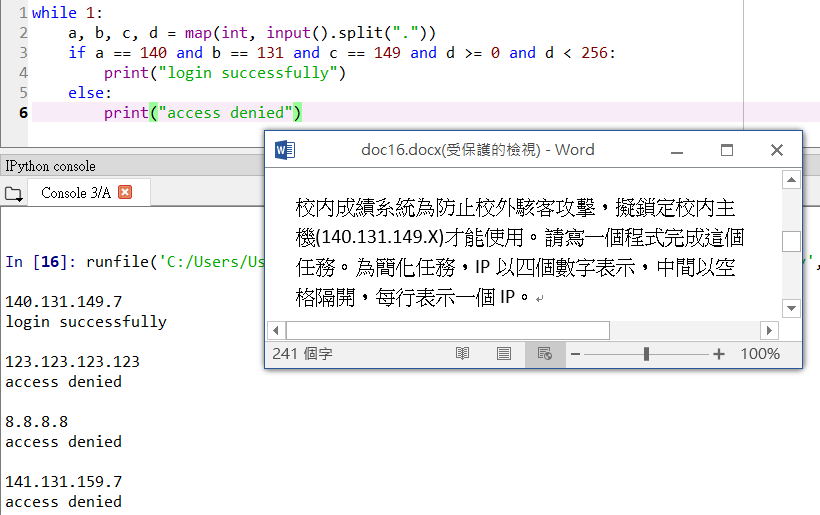 1 while 1:
2     a, b, c, d = map(int, input().split("."))
3     if a == 140 and b == 131 and c == 149 and d >= 0 and d < 256:
4         print("login successfully")
5     else:
6         print("access denied")
IPython console
Console 3/A
doc16.docx(受保護的檢視) - Word
校內成績系統為防止校外駭客攻擊，擬鎖定校內主
機(140.131.149.X)才能使用。請寫一個程式完成這個
任務。為簡化任務，IP 以四個數字表示，中間以空
格隔開，每行表示一個 IP。
241 個字
100%
In [16]: runfile('C:/Users/Us
',
140.131.149.7
login successfully
123.123.123.123
access denied
8.8.8.8
access denied
141.131.159.7
access denied